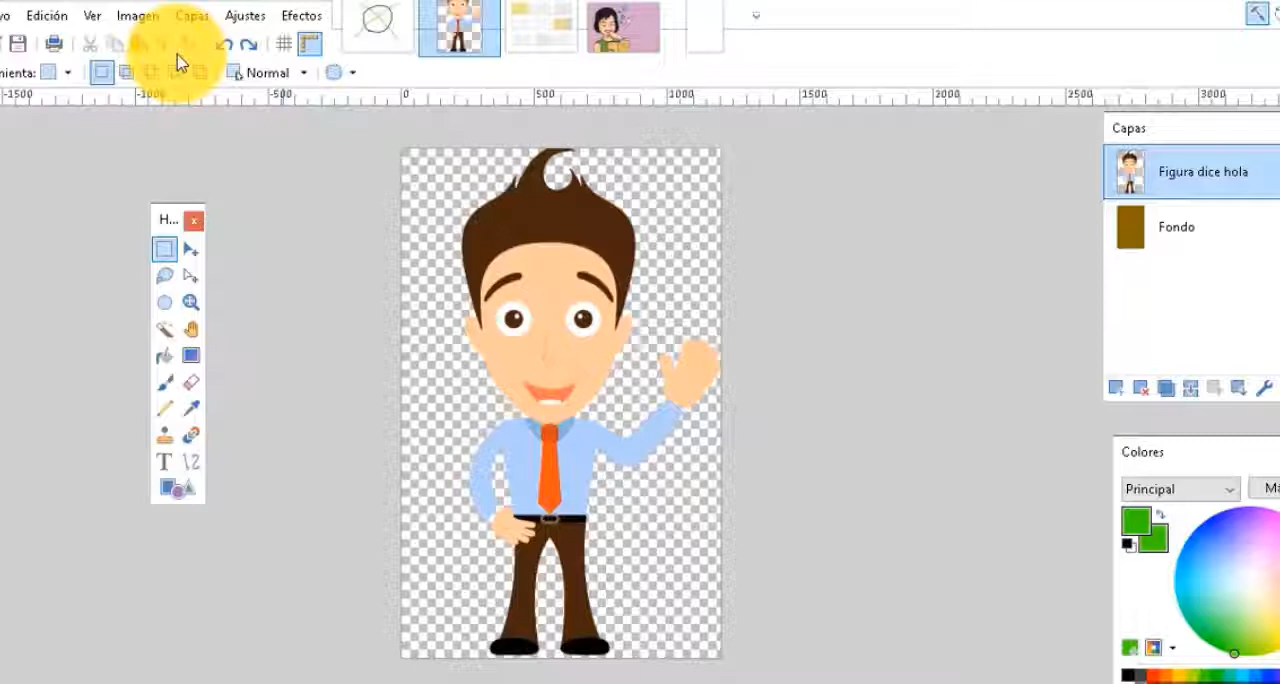 vo Edición Ver Imagen Capas Ajustes Efectos
mienta: Normal
-1500 -1000 -500 0 500 1000 1500 2000 2500 3000
Capas
Figura dice hola
Fondo
H...
T
Colores
Principal Má